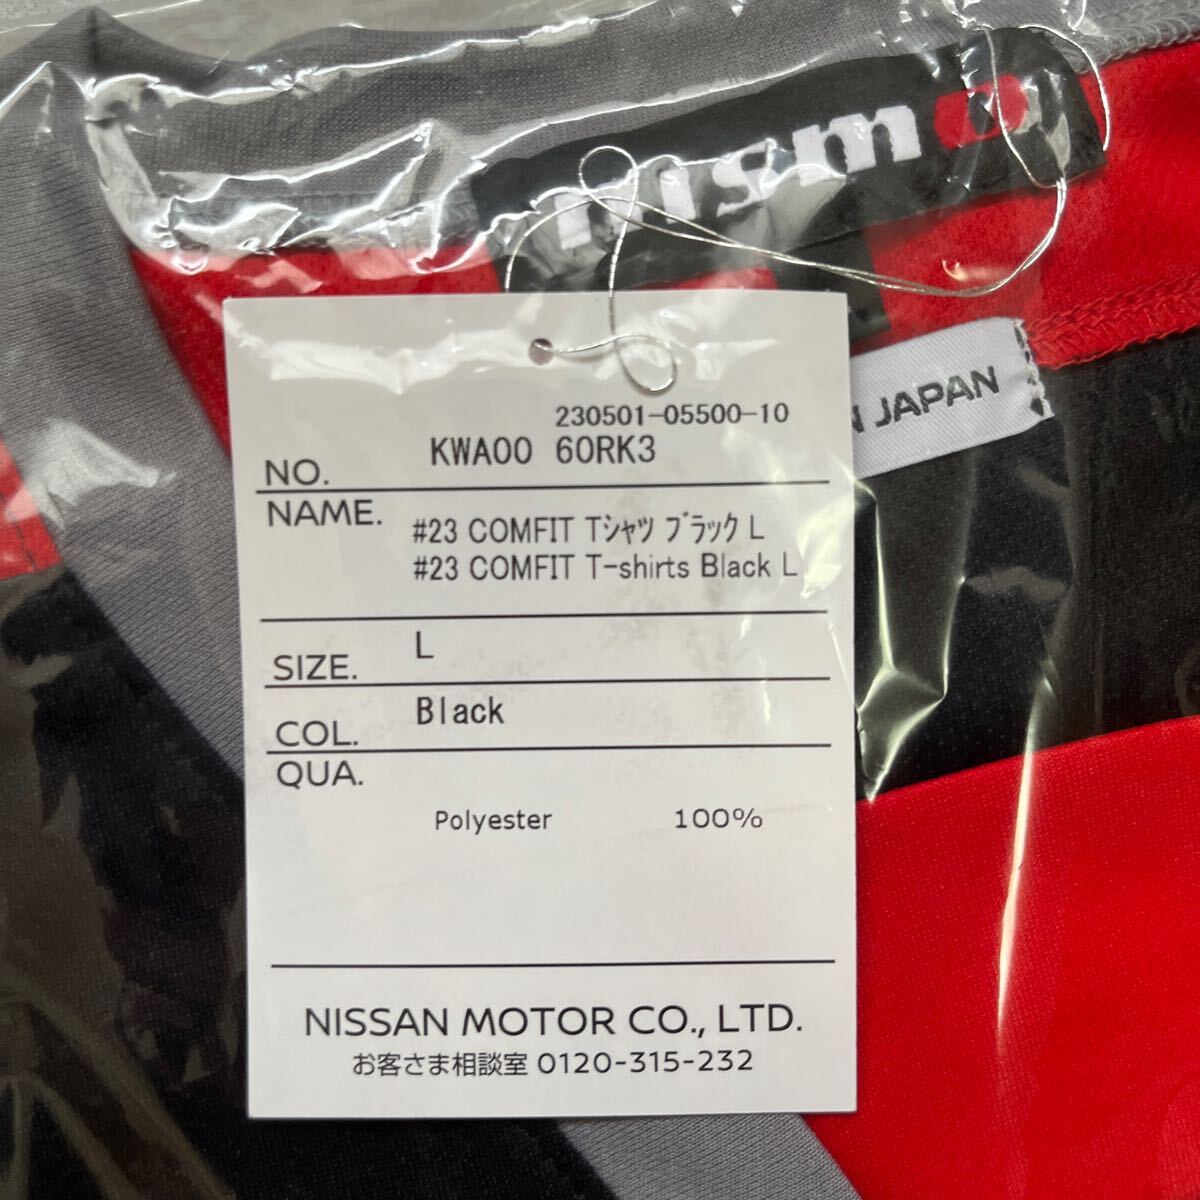 nismo
JAPAN
230501-05500-10
NO. KWA00 60RK3
NAME. #23 COMFIT Tシャツ ブラック L
#23 COMFIT T-shirts Black L
SIZE. L
COL. Black
QUA.
Polyester 100%
NISSAN MOTOR CO., LTD.
お客さま相談室 0120-315-232